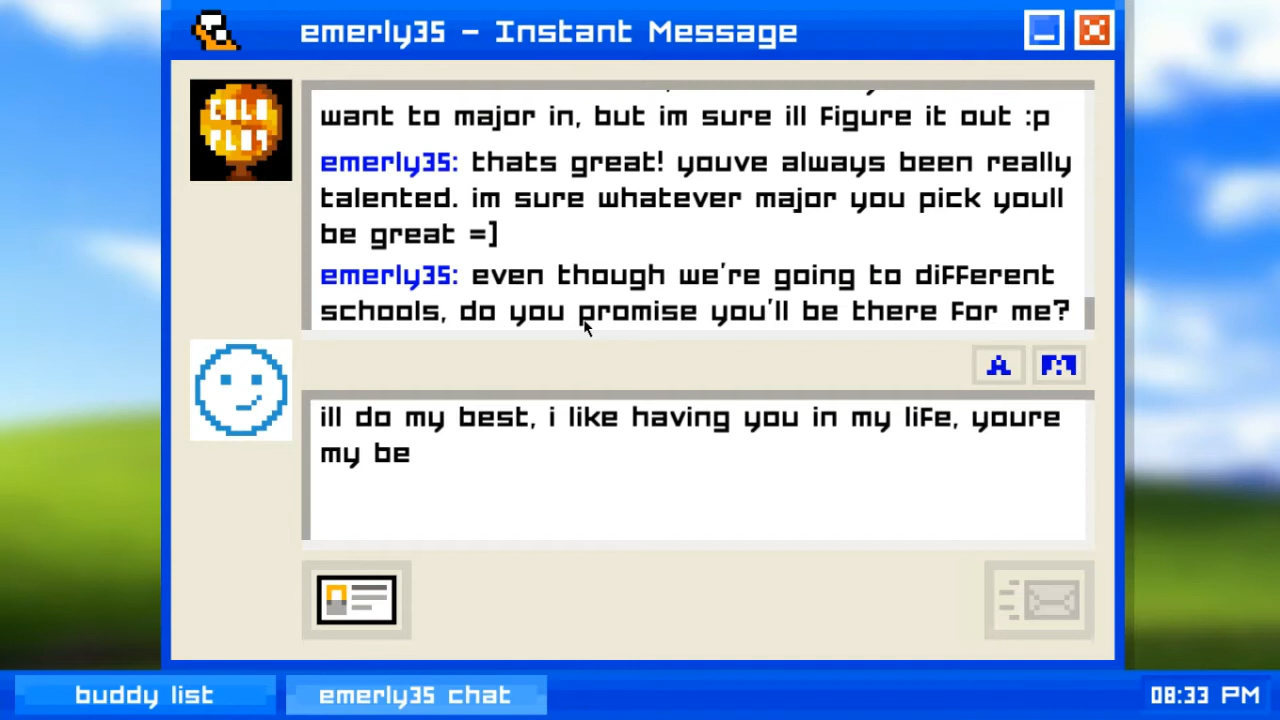 emerly35 - Instant Message
COLD
PLAY
want to major in, but im sure ill figure it out :p
emerly35: thats great! youve always been really
talented. im sure whatever major you pick youll
be great =]
emerly35: even though we're going to different
schools, do you promise you'll be there for me?
A
A
ill do my best, i like having you in my life, youre
my be
buddy list
emerly35 chat
08:33 PM